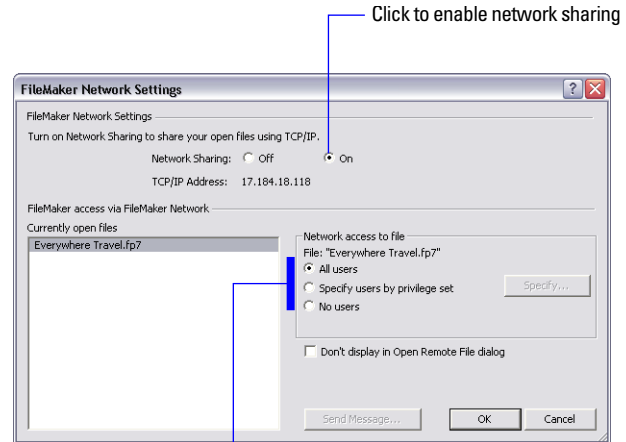 Click to enable network sharing
FileMaker Network Settings
FileMaker Network Settings
Turn on Network Sharing to share your open files using TCP/IP.
Network Sharing: Off On
TCP/IP Address: 17.184.18.118
FileMaker access via FileMaker Network
Currently open files
Everywhere Travel.fp7
Network access to file
File: "Everywhere Travel.fp7"
All users
Specify users by privilege set
Specify...
No users
Don't display in Open Remote File dialog
Send Message...
OK
Cancel